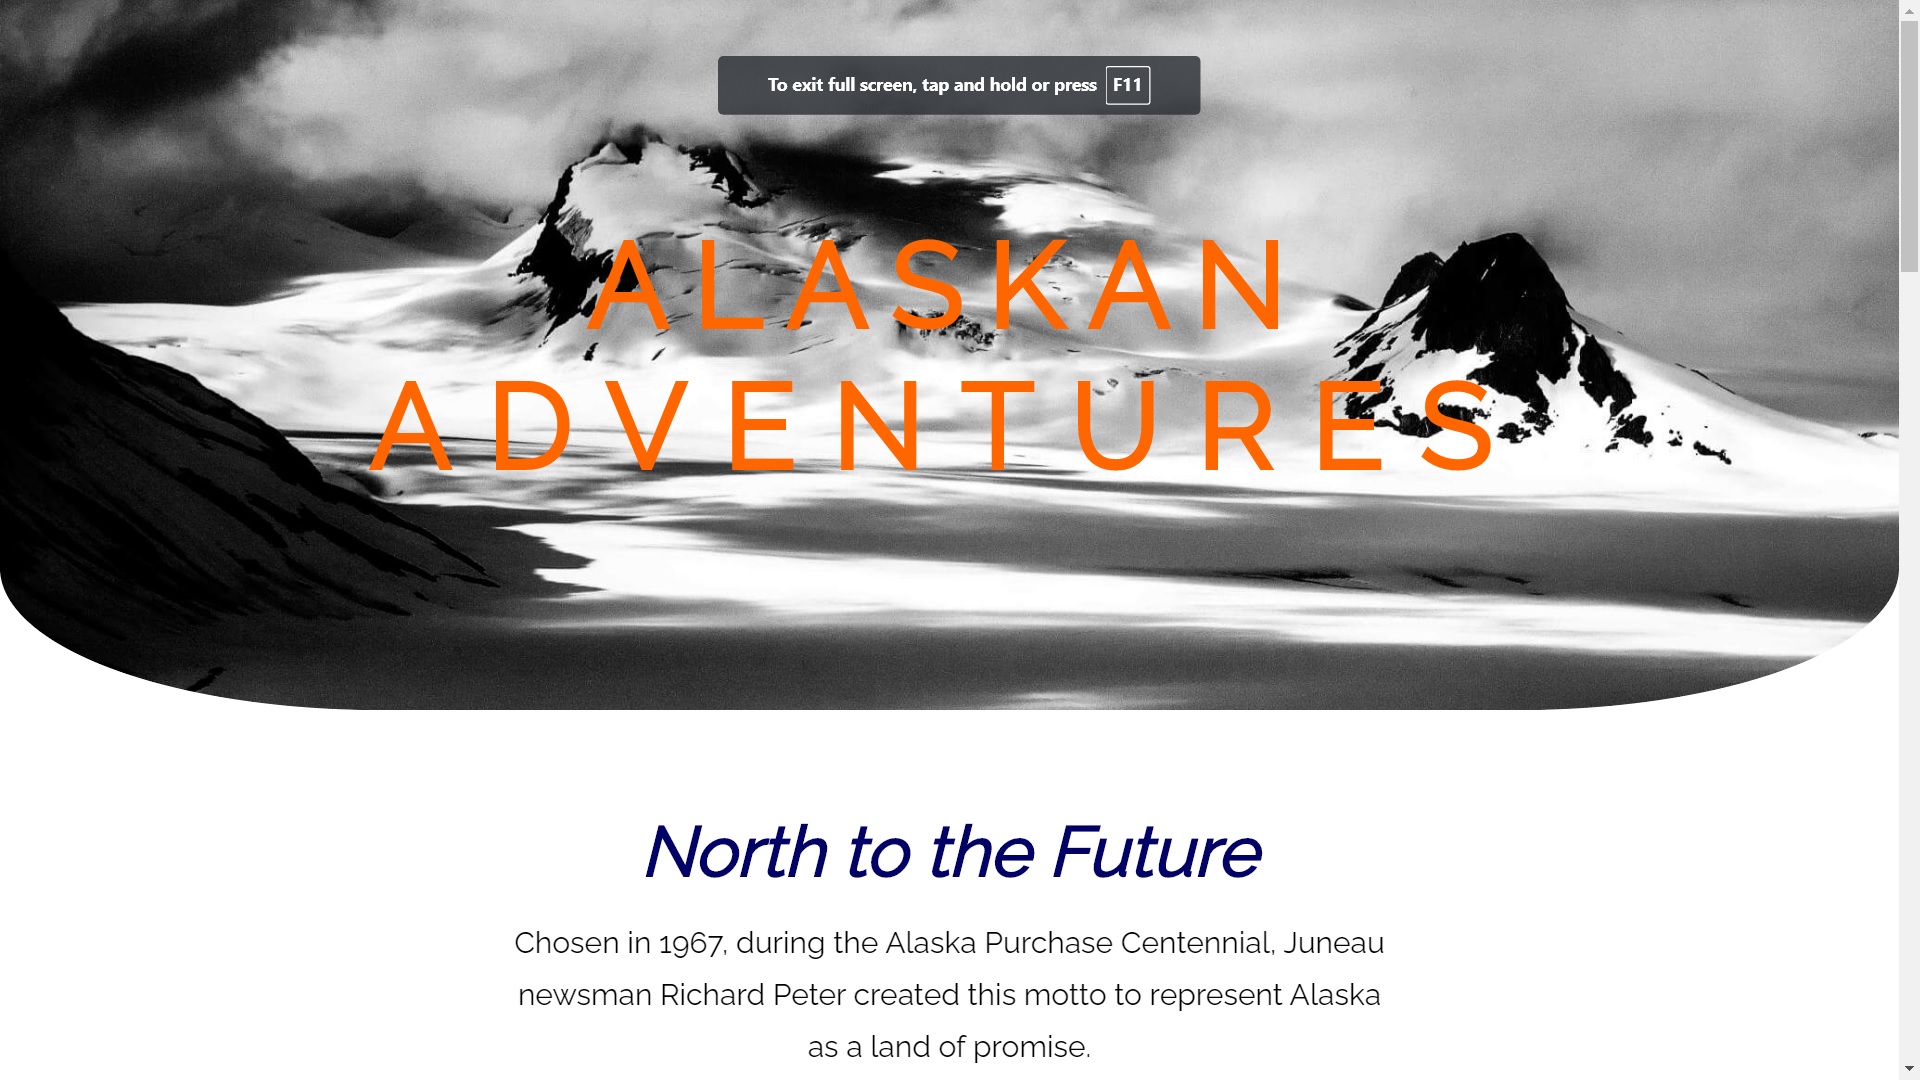 To exit full screen, tap and hold or press F11
ALASKAN
ADVENTURES
North to the Future
Chosen in 1967, during the Alaska Purchase Centennial, Juneau
newsman Richard Peter created this motto to represent Alaska
as a land of promise.